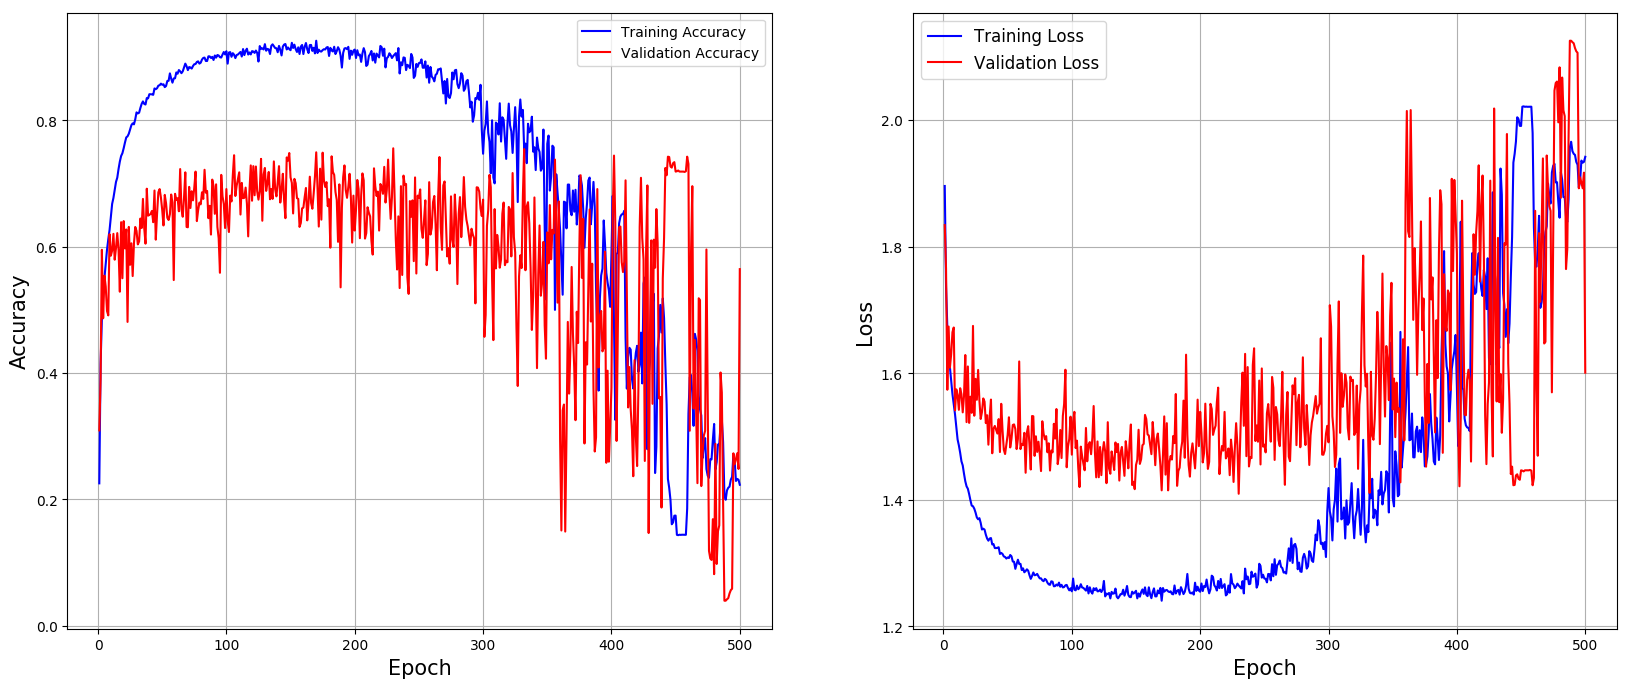 Training Accuracy
Validation Accuracy
0.8
0.6
0.4
0.2
0.0
Accuracy
0 100 200 300 400 500
Epoch
Training Loss
Validation Loss
2.0
1.8
1.6
1.4
1.2
Loss
0 100 200 300 400 500
Epoch